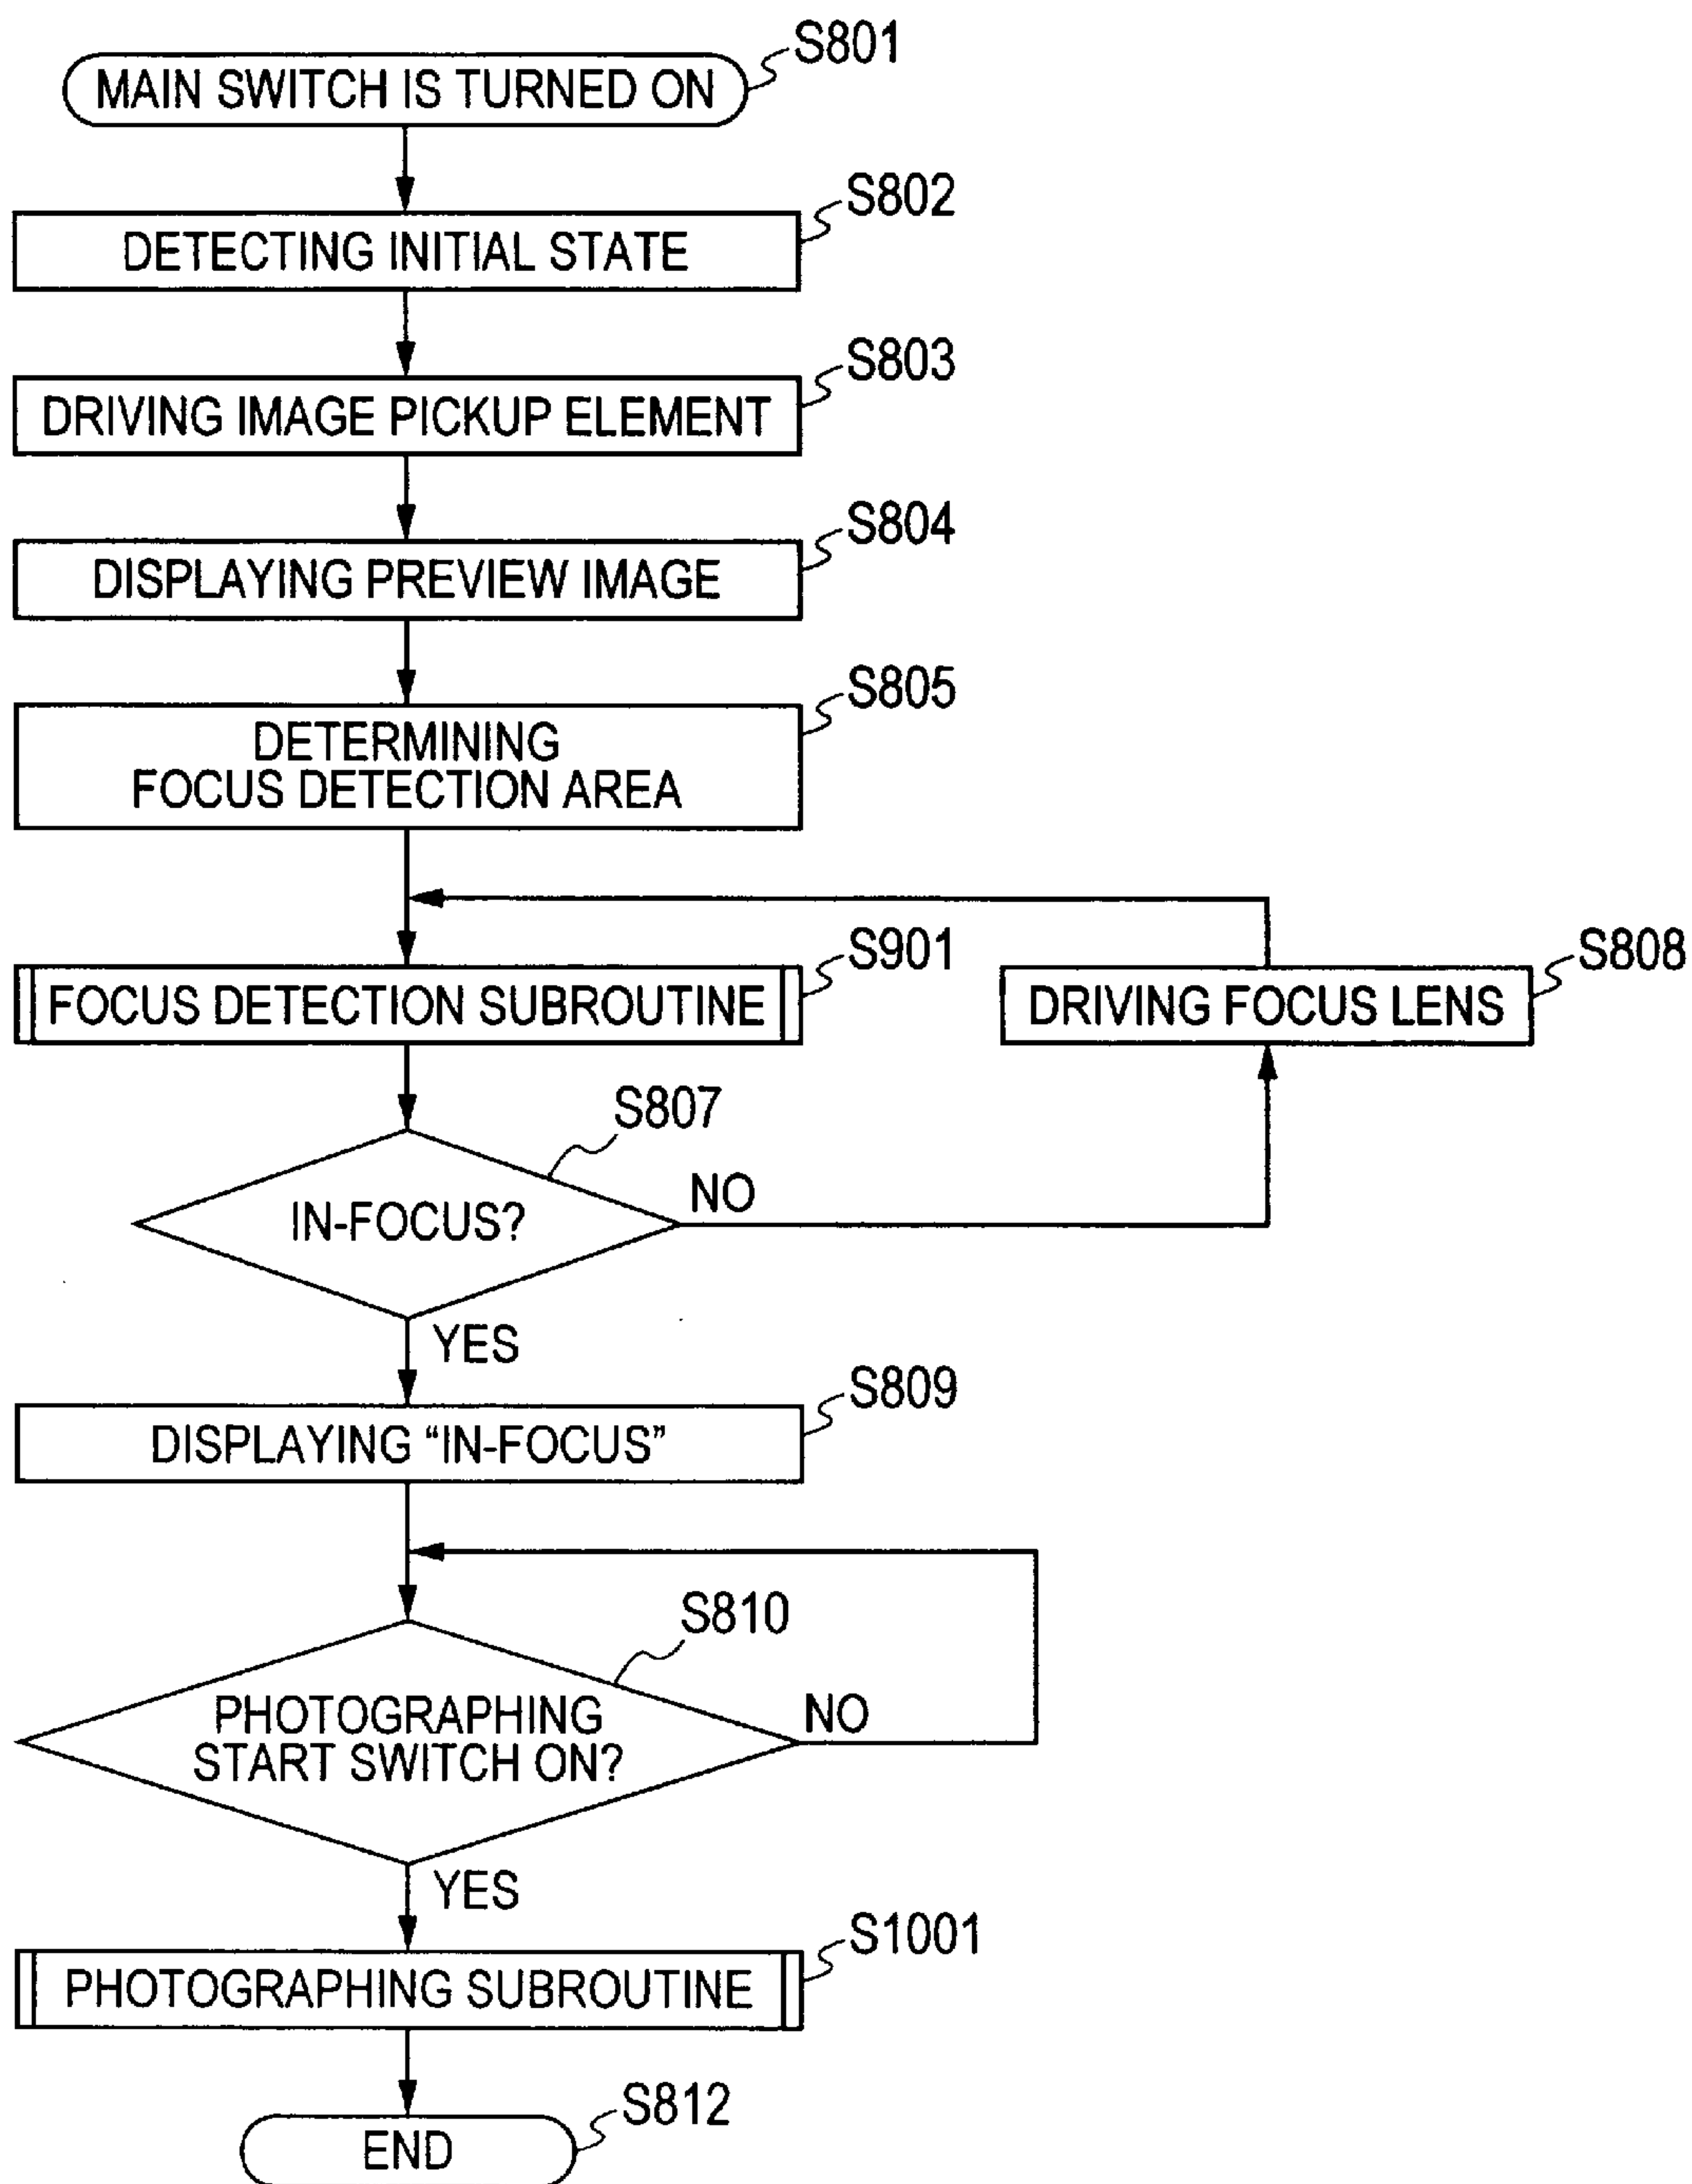 S801
MAIN SWITCH IS TURNED ON
S802
DETECTING INITIAL STATE
S803
DRIVING IMAGE PICKUP ELEMENT
S804
DISPLAYING PREVIEW IMAGE
S805
DETERMINING
FOCUS DETECTION AREA
S901
FOCUS DETECTION SUBROUTINE
S808
DRIVING FOCUS LENS
S807
IN-FOCUS?
NO
YES
S809
DISPLAYING “IN-FOCUS”
S810
PHOTOGRAPHING
START SWITCH ON?
NO
YES
S1001
PHOTOGRAPHING SUBROUTINE
S812
END